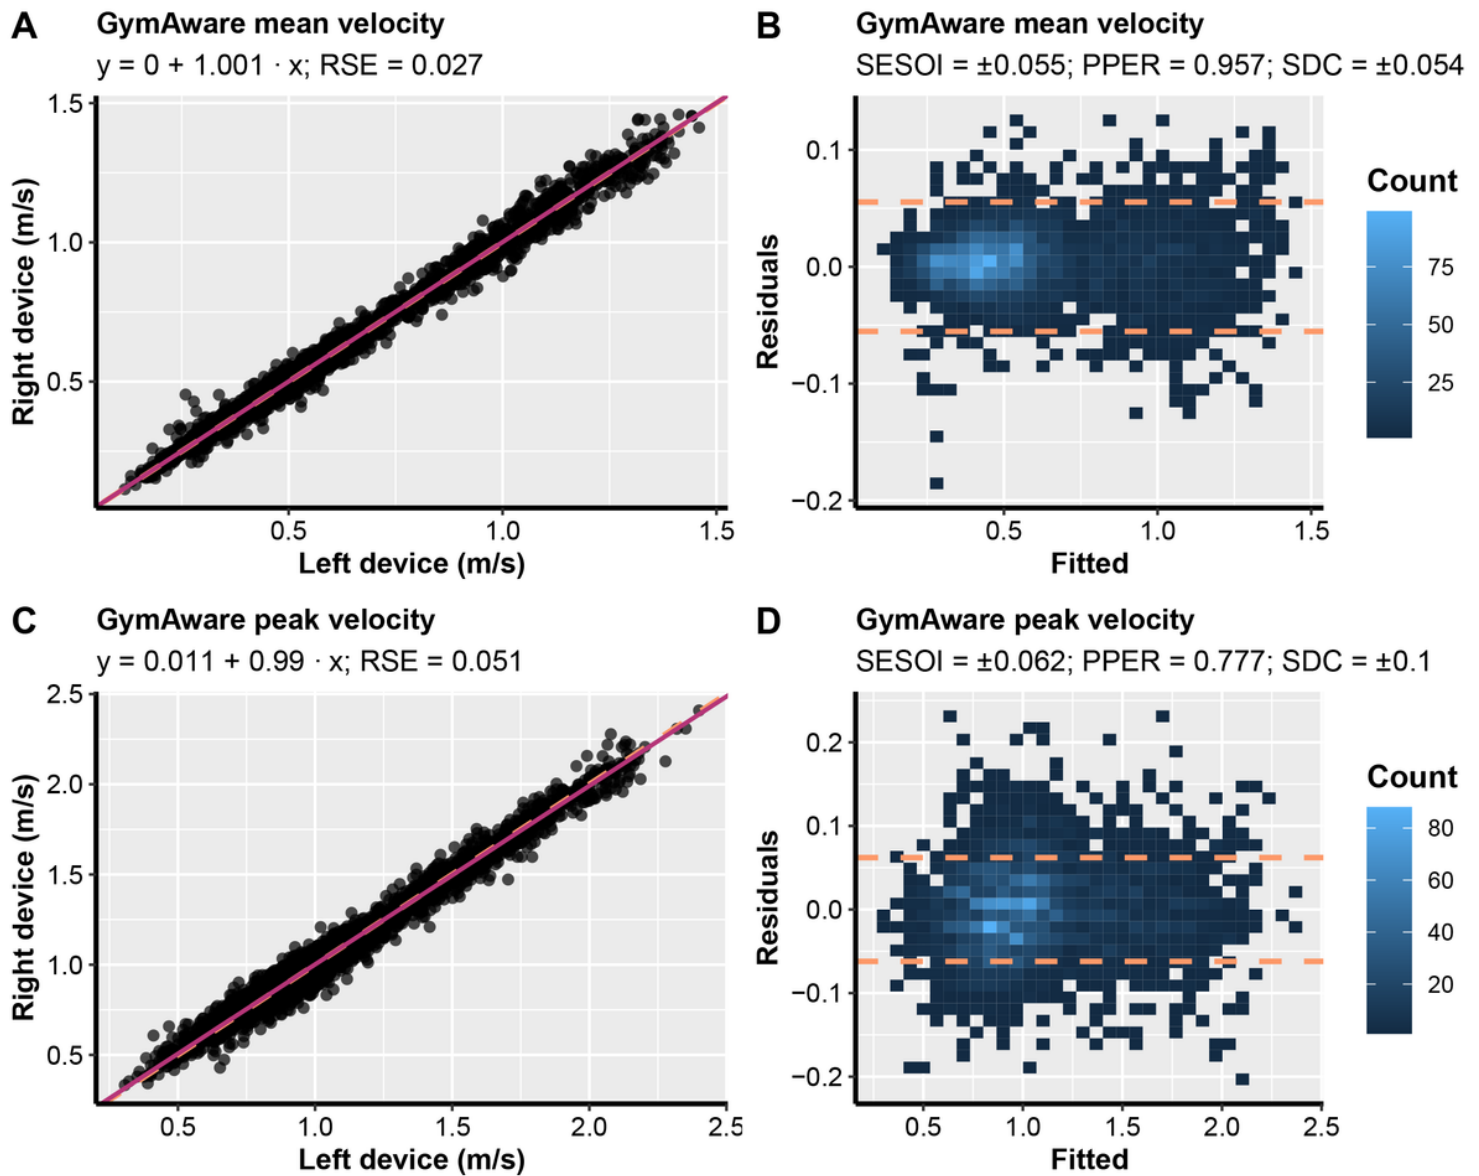 A GymAware mean velocity
y = 0 + 1.001 · x; RSE = 0.027
1.5
1.0
0.5
Right device (m/s)
0.5 1.0 1.5
Left device (m/s)
B GymAware mean velocity
SESOI = ±0.055; PPER = 0.957; SDC = ±0.054
0.1
0.0
−0.1
−0.2
Residuals
0.5 1.0 1.5
Fitted
Count
75
50
25
C GymAware peak velocity
y = 0.011 + 0.99 · x; RSE = 0.051
2.5
2.0
1.5
1.0
0.5
Right device (m/s)
0.5 1.0 1.5 2.0 2.5
Left device (m/s)
D GymAware peak velocity
SESOI = ±0.062; PPER = 0.777; SDC = ±0.1
0.2
0.1
0.0
−0.1
−0.2
Residuals
0.5 1.0 1.5 2.0 2.5
Fitted
Count
80
60
40
20